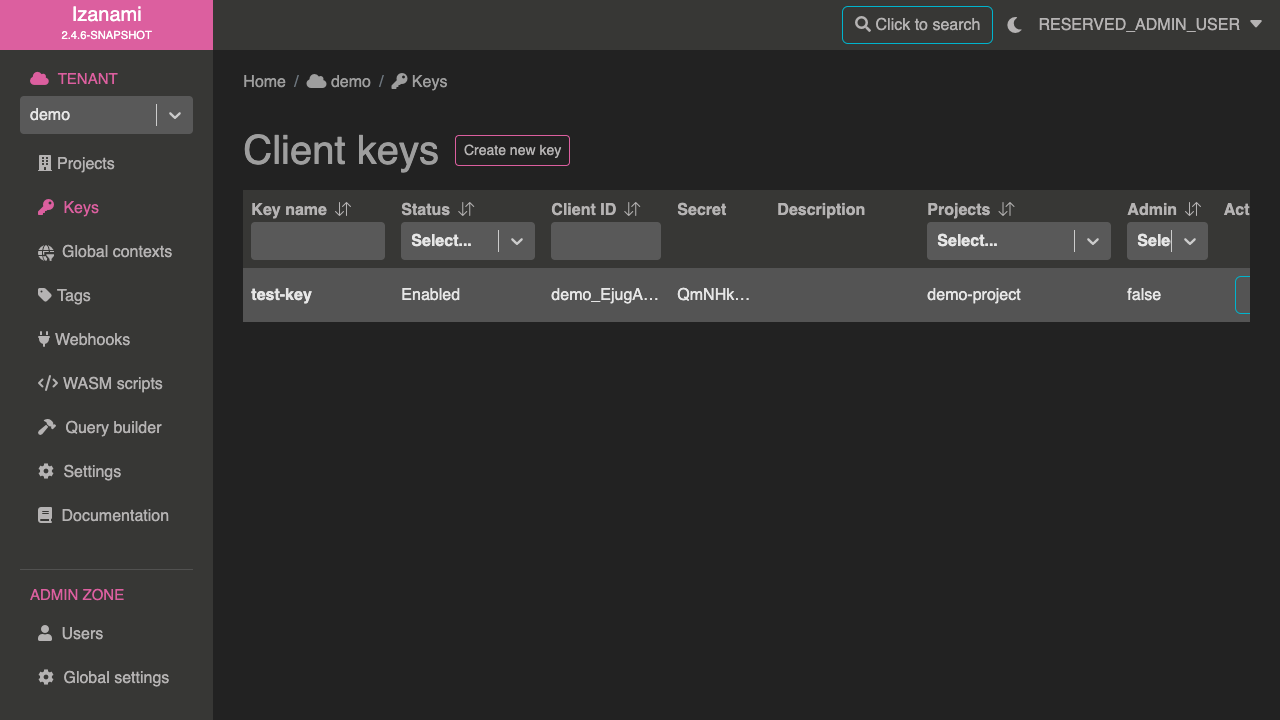 Izanami
2.4.6-SNAPSHOT
Click to search
RESERVED_ADMIN_USER
TENANT
demo
Projects
Keys
Global contexts
Tags
Webhooks
WASM scripts
Query builder
Settings
Documentation
ADMIN ZONE
Users
Global settings
Home / demo / Keys
Client keys
Create new key
Key name Status Client ID Secret Description Projects Admin Act
Select... Select... Sele
test-key Enabled demo_EjugA... QmNHk... demo-project false